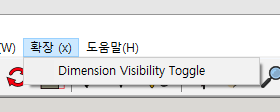 (W) 확장 (x) 도움말(H)
Dimension Visibility Toggle